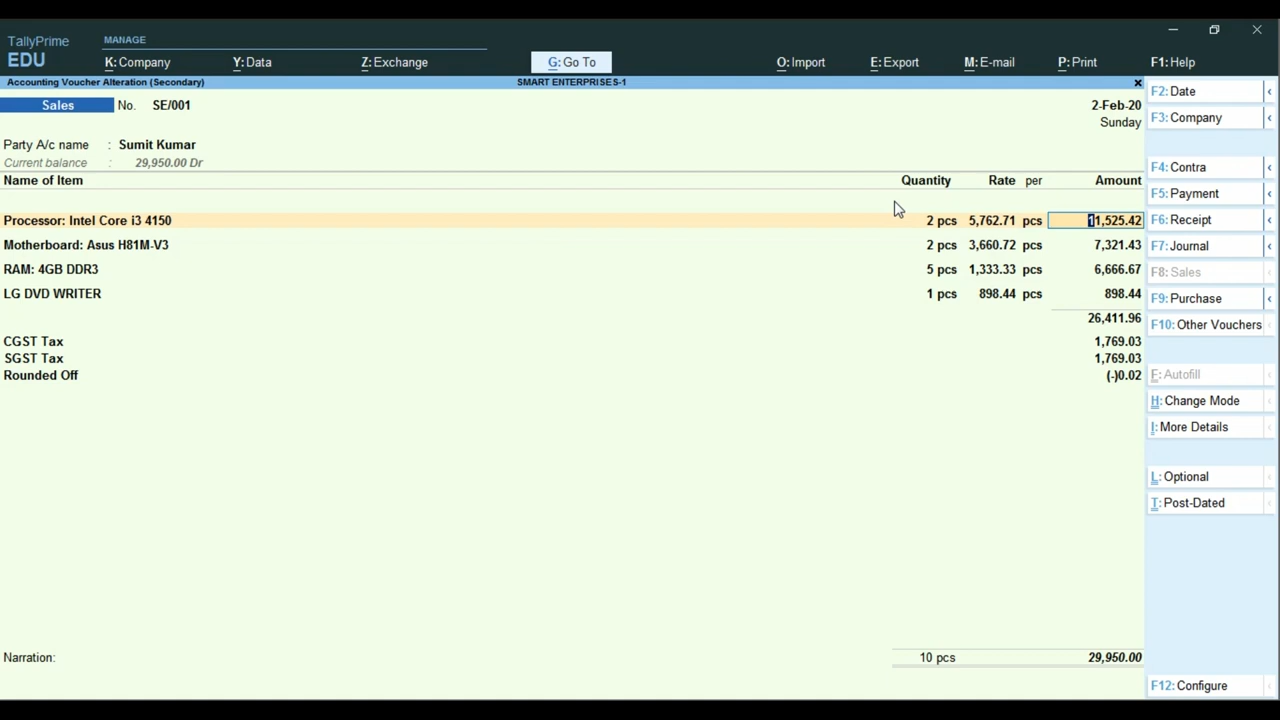 TallyPrime MANAGE
EDU K: Company Y: Data Z: Exchange G: Go To O: Import E: Export M: E-mail P: Print F1: Help
Accounting Voucher Alteration (Secondary) SMART ENTERPRISES-1 ×
Sales No. SE/001 2-Feb-20
Sunday
Party A/c name : Sumit Kumar
Current balance : 29,950.00 Dr
Name of Item Quantity Rate per Amount
Processor: Intel Core i3 4150 2 pcs 5,762.71 pcs 11,525.42
Motherboard: Asus H81M-V3 2 pcs 3,660.72 pcs 7,321.43
RAM: 4GB DDR3 5 pcs 1,333.33 pcs 6,666.67
LG DVD WRITER 1 pcs 898.44 pcs 898.44
26,411.96
CGST Tax 1,769.03
SGST Tax 1,769.03
Rounded Off (-)0.02
Narration: 10 pcs 29,950.00
F2: Date
F3: Company
F4: Contra
F5: Payment
F6: Receipt
F7: Journal
F8: Sales
F9: Purchase
F10: Other Vouchers
F: Autofill
H: Change Mode
I: More Details
L: Optional
T: Post-Dated
F12: Configure